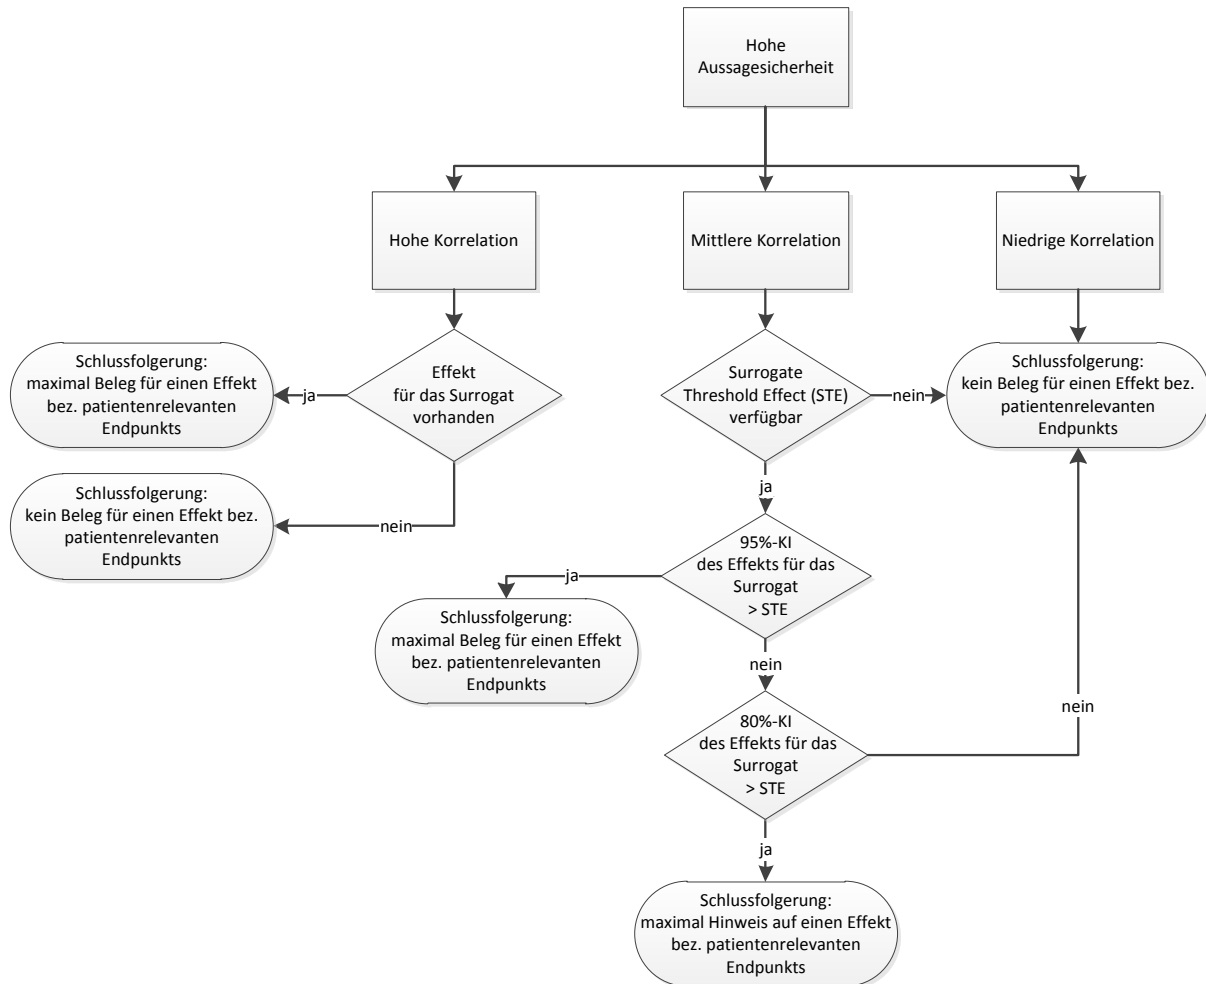 Hohe
Aussagesicherheit
Hohe Korrelation
Mittlere Korrelation
Niedrige Korrelation
Schlussfolgerung:
maximal Beleg für einen Effekt
bez. patientenrelevanten
Endpunkts
ja
Effekt
für das Surrogat
vorhanden
Surrogate
Threshold Effect (STE)
verfügbar
nein
Schlussfolgerung:
kein Beleg für einen Effekt bez.
patientenrelevanten
Endpunkts
Schlussfolgerung:
kein Beleg für einen Effekt bez.
patientenrelevanten
Endpunkts
nein
ja
95%-KI
des Effekts für das
Surrogat
> STE
ja
Schlussfolgerung:
maximal Beleg für einen Effekt
bez. patientenrelevanten
Endpunkts
nein
80%-KI
des Effekts für das
Surrogat
> STE
nein
ja
Schlussfolgerung:
maximal Hinweis auf einen Effekt
bez. patientenrelevanten
Endpunkts